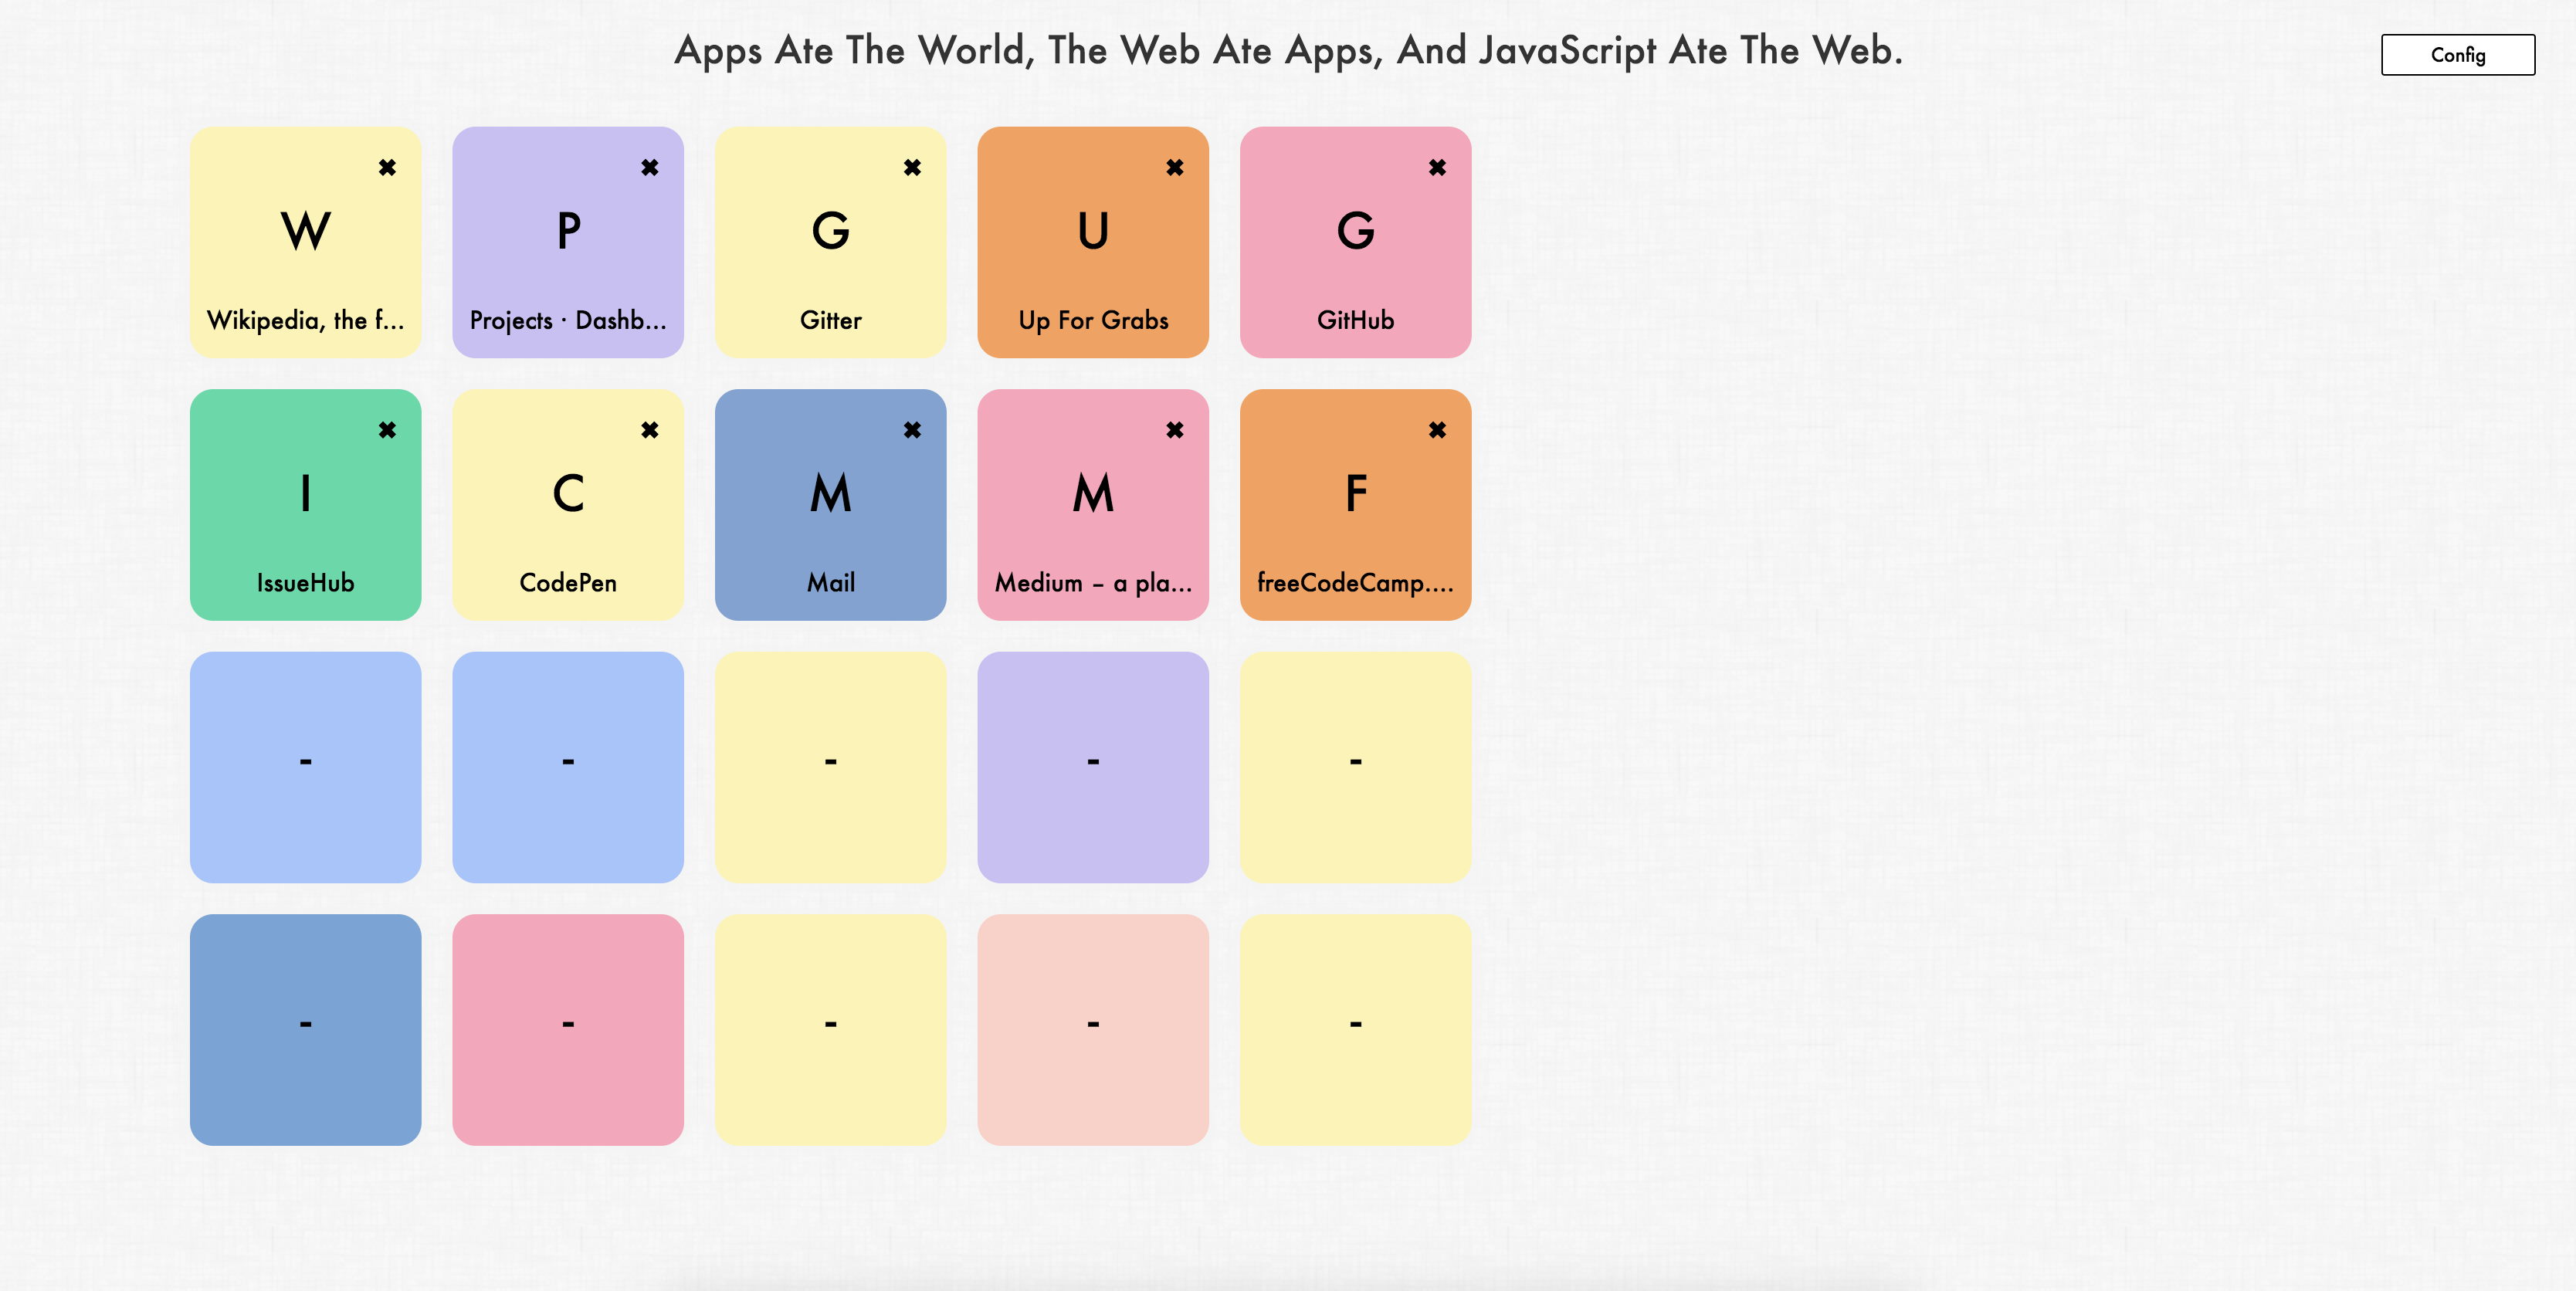 Apps Ate The World, The Web Ate Apps, And JavaScript Ate The Web.
Config
✖ ✖ ✖ ✖ ✖
W P G U G
Wikipedia, the f... Projects · Dashb... Gitter Up For Grabs GitHub
✖ ✖ ✖ ✖ ✖
I C M M F
IssueHub CodePen Mail Medium – a pla... freeCodeCamp....
- - - - -
- - - - -